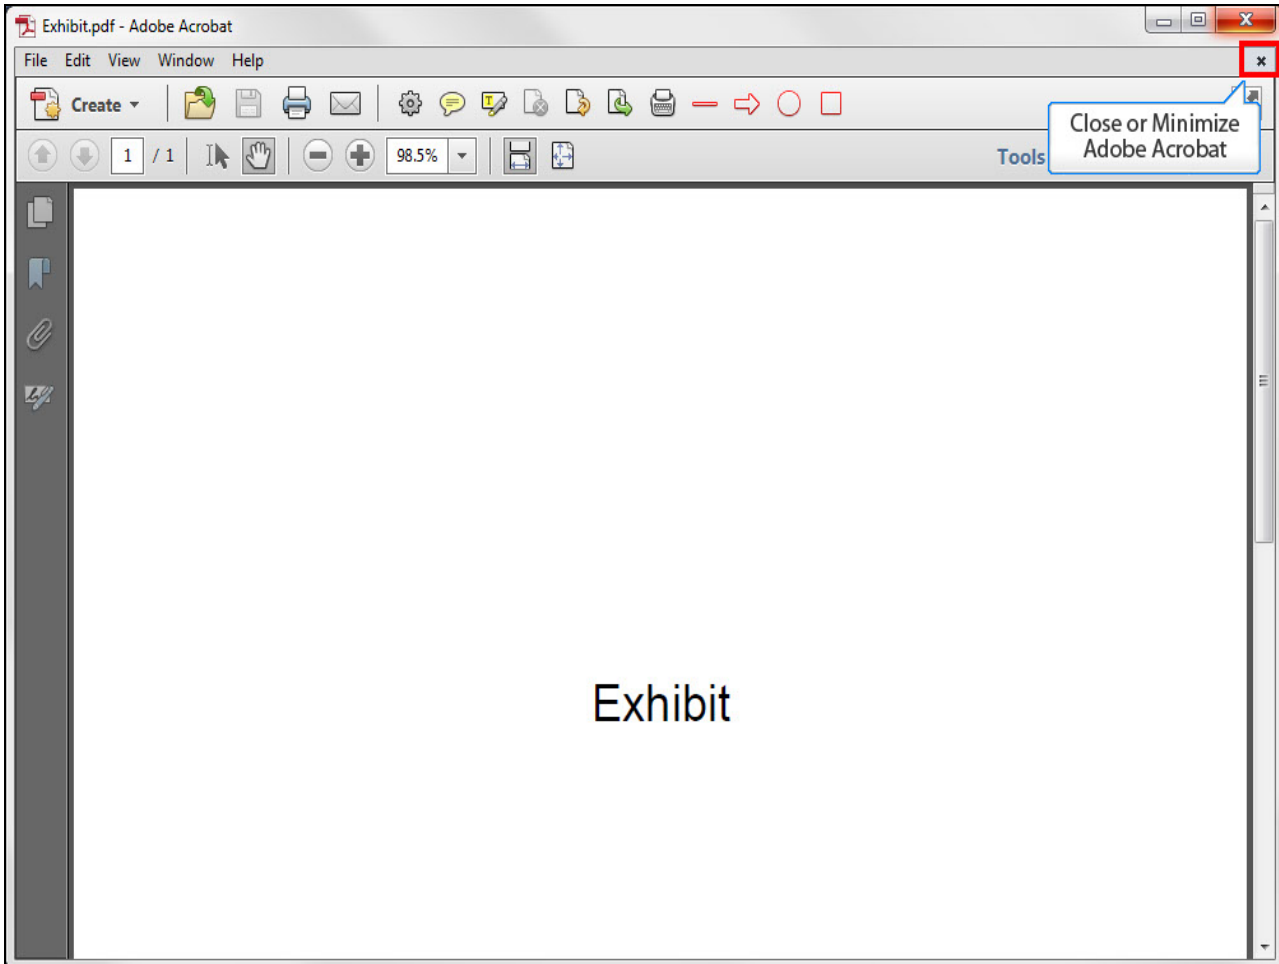 Exhibit.pdf - Adobe Acrobat
File Edit View Window Help
Create
Close or Minimize
Adobe Acrobat
1 / 1
98.5%
Tools
Exhibit